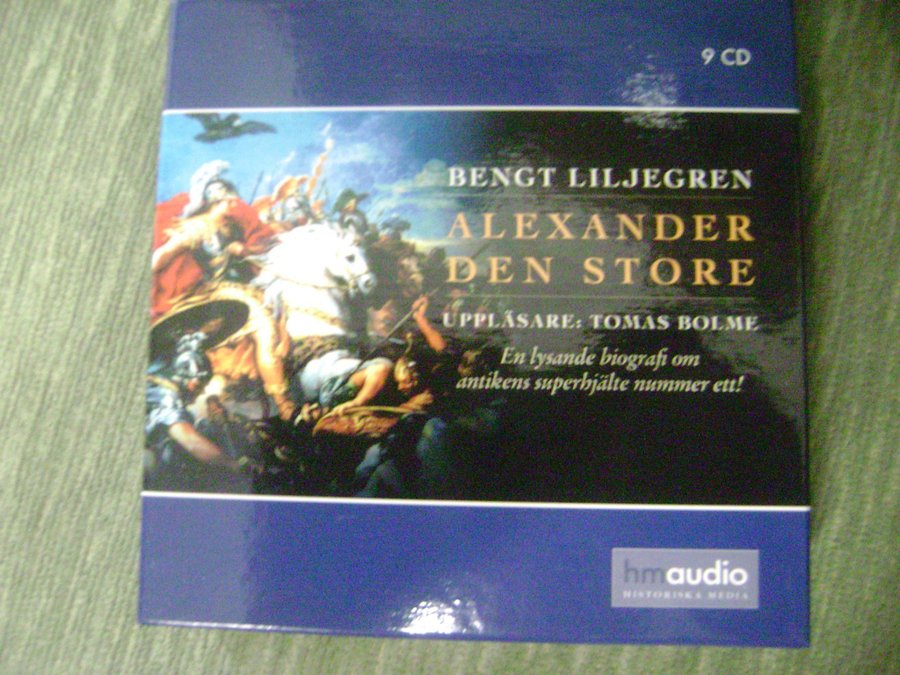 9 CD
BENGT LILJEGREN
ALEXANDER
DEN STORE
UPPLÄSARE: TOMAS BOLME
En lysande biografi om
antikens superhjälte nummer ett!
hmaudio
HISTORISKA MEDIA